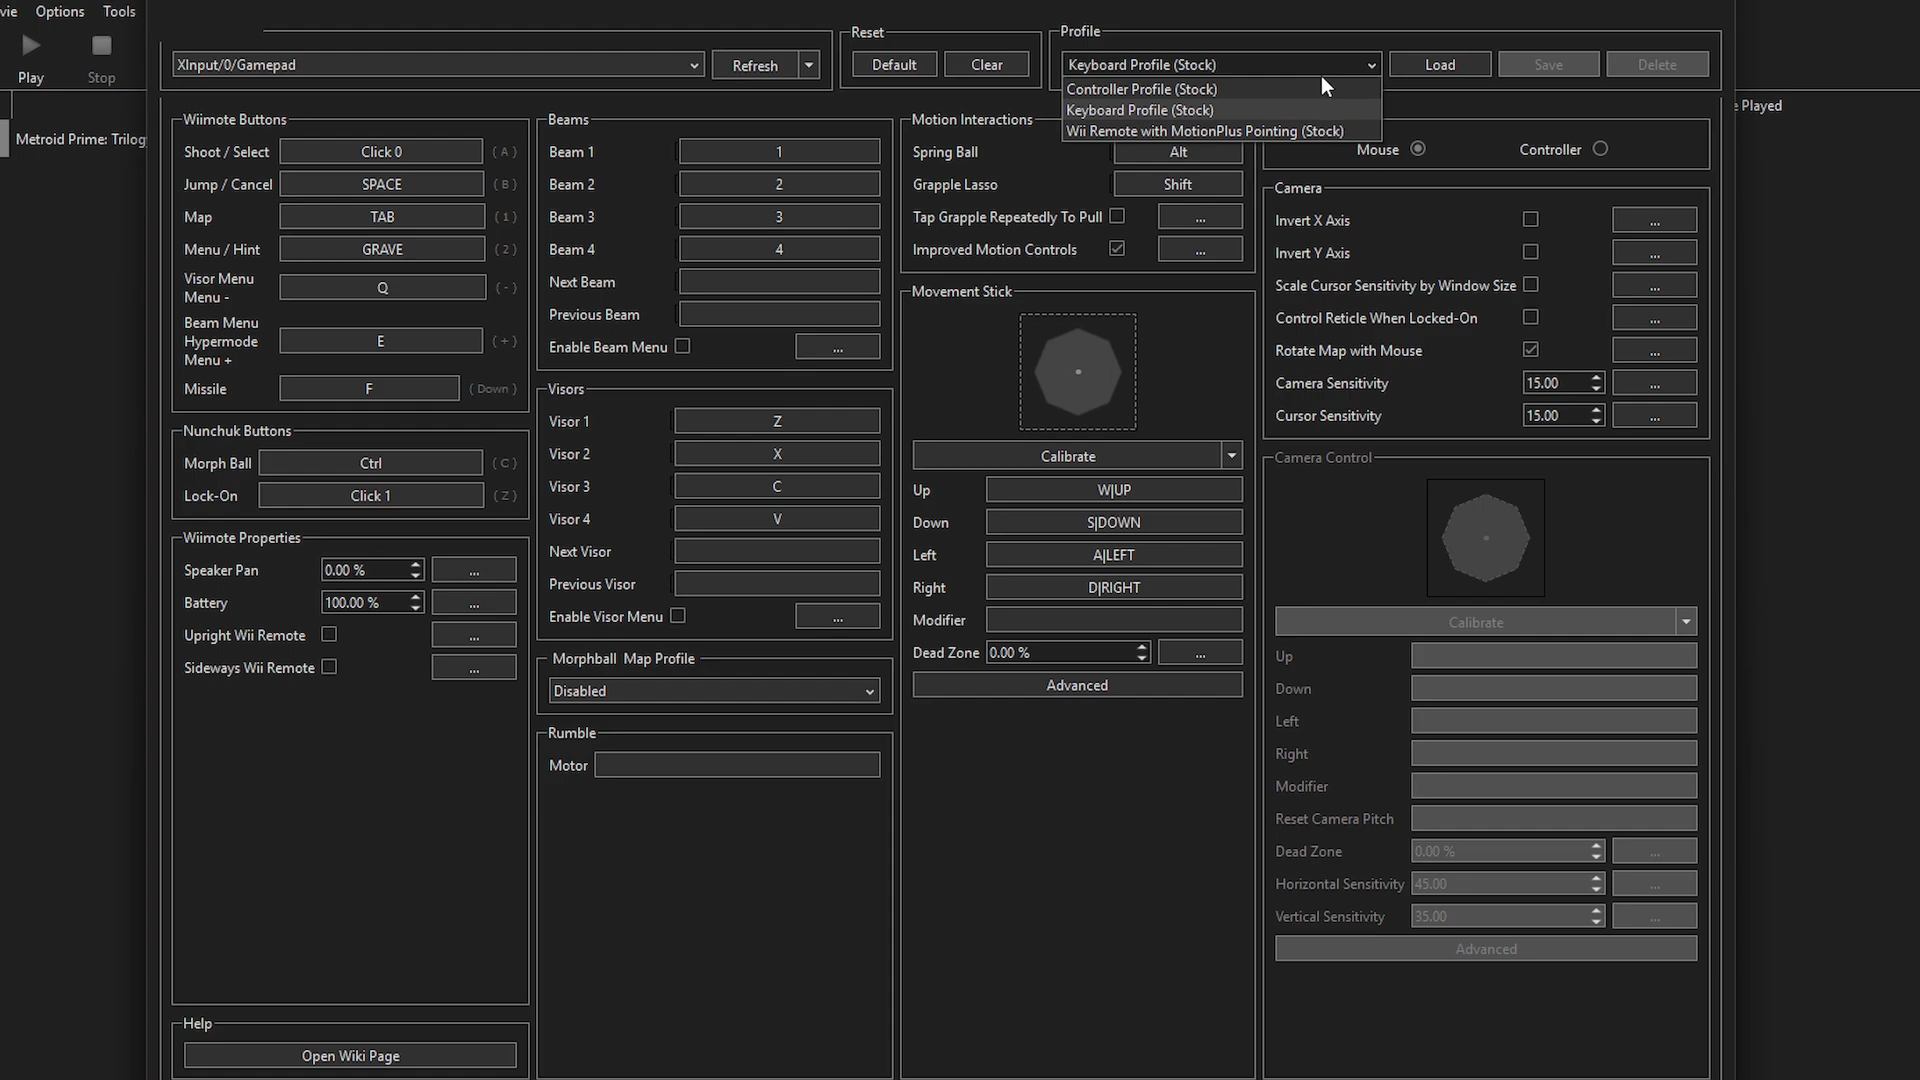 vie Options Tools
Play Stop
Metroid Prime: Trilog
e Played
XInput/0/Gamepad
Refresh
Reset
Default Clear
Profile
Keyboard Profile (Stock)
Load Save Delete
Controller Profile (Stock)
Keyboard Profile (Stock)
Wii Remote with MotionPlus Pointing (Stock)
Wiimote Buttons
Shoot / Select Click 0 ( A )
Jump / Cancel SPACE ( B )
Map TAB ( 1 )
Menu / Hint GRAVE ( 2 )
Visor Menu
Menu - Q ( - )
Beam Menu
Hypermode E ( + )
Menu +
Missile F ( Down )
Nunchuk Buttons
Morph Ball Ctrl ( C )
Lock-On Click 1 ( Z )
Wiimote Properties
Speaker Pan 0.00 % ...
Battery 100.00 % ...
Upright Wii Remote ...
Sideways Wii Remote ...
Help
Open Wiki Page
Beams
Beam 1 1
Beam 2 2
Beam 3 3
Beam 4 4
Next Beam
Previous Beam
Enable Beam Menu ...
Visors
Visor 1 Z
Visor 2 X
Visor 3 C
Visor 4 V
Next Visor
Previous Visor
Enable Visor Menu ...
Morphball Map Profile
Disabled
Rumble
Motor
Motion Interactions
Spring Ball Alt
Grapple Lasso Shift
Tap Grapple Repeatedly To Pull ...
Improved Motion Controls ...
Movement Stick
Calibrate
Up W|UP
Down S|DOWN
Left A|LEFT
Right D|RIGHT
Modifier
Dead Zone 0.00 % ...
Advanced
Mouse Controller
Camera
Invert X Axis ...
Invert Y Axis ...
Scale Cursor Sensitivity by Window Size ...
Control Reticle When Locked-On ...
Rotate Map with Mouse ...
Camera Sensitivity 15.00 ...
Cursor Sensitivity 15.00 ...
Camera Control
Calibrate
Up
Down
Left
Right
Modifier
Reset Camera Pitch
Dead Zone 0.00 % ...
Horizontal Sensitivity 45.00 ...
Vertical Sensitivity 35.00 ...
Advanced